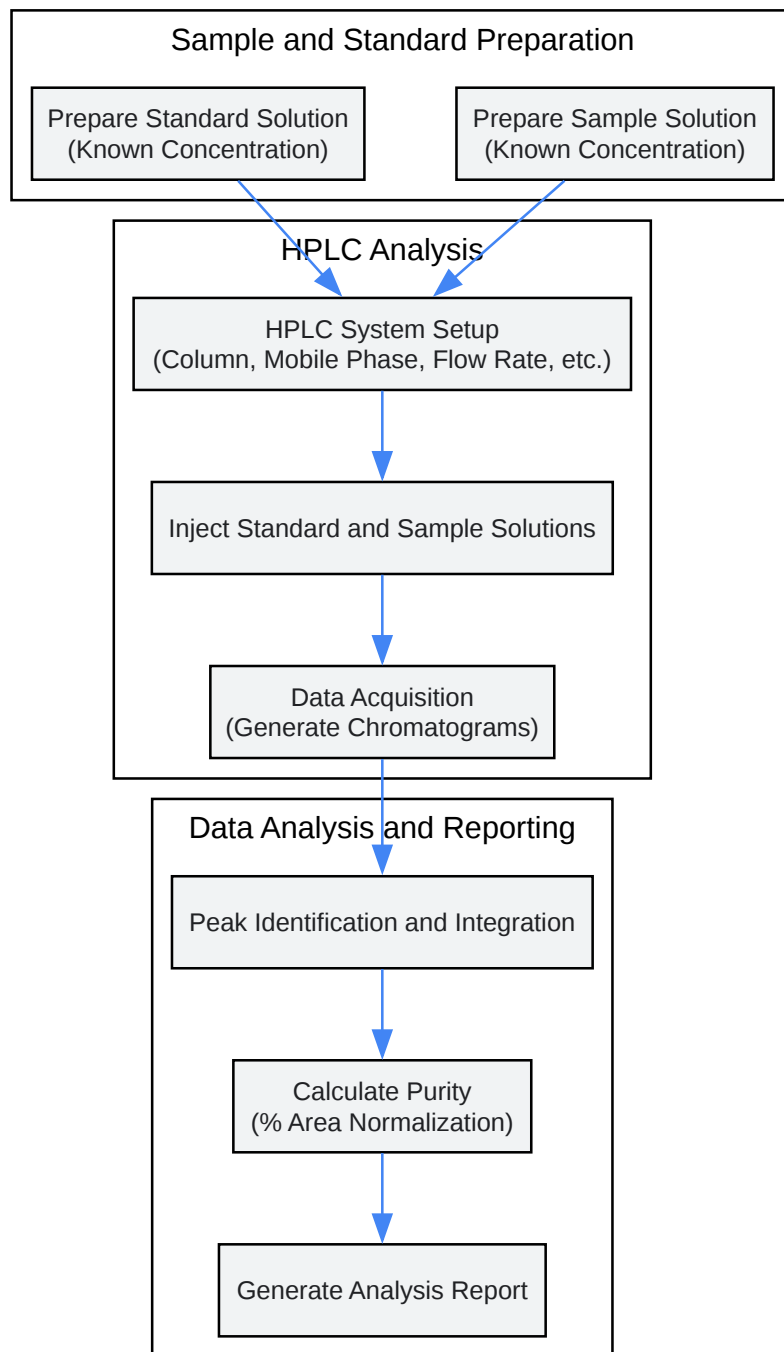 Sample and Standard Preparation
Prepare Standard Solution
(Known Concentration)
Prepare Sample Solution
(Known Concentration)
HPLC Analysis
HPLC System Setup
(Column, Mobile Phase, Flow Rate, etc.)
Inject Standard and Sample Solutions
Data Acquisition
(Generate Chromatograms)
Data Analysis and Reporting
Peak Identification and Integration
Calculate Purity
(% Area Normalization)
Generate Analysis Report